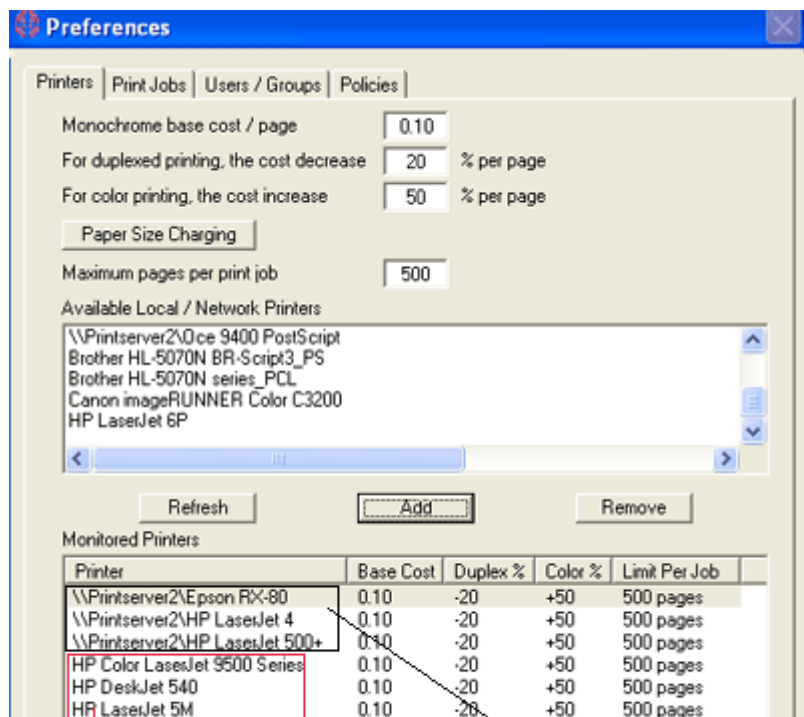 Preferences
Printers Print Jobs Users / Groups Policies
Monochrome base cost / page 0.10
For duplexed printing, the cost decrease 20 % per page
For color printing, the cost increase 50 % per page
Paper Size Charging
Maximum pages per print job 500
Available Local / Network Printers
\\Printserver2\Oce 9400 PostScript
Brother HL-5070N BR-Script3_PS
Brother HL-5070N series_PCL
Canon imageRUNNER Color C3200
HP LaserJet 6P
Refresh Add Remove
Monitored Printers
Printer Base Cost Duplex % Color % Limit Per Job
\\Printserver2\Epson RX-80 0.10 -20 +50 500 pages
\\Printserver2\HP LaserJet 4 0.10 -20 +50 500 pages
\\Printserver2\HP LaserJet 500+ 0.10 -20 +50 500 pages
HP Color LaserJet 9500 Series 0.10 -20 +50 500 pages
HP DeskJet 540 0.10 -20 +50 500 pages
HP LaserJet 5M 0.10 -20 +50 500 pages